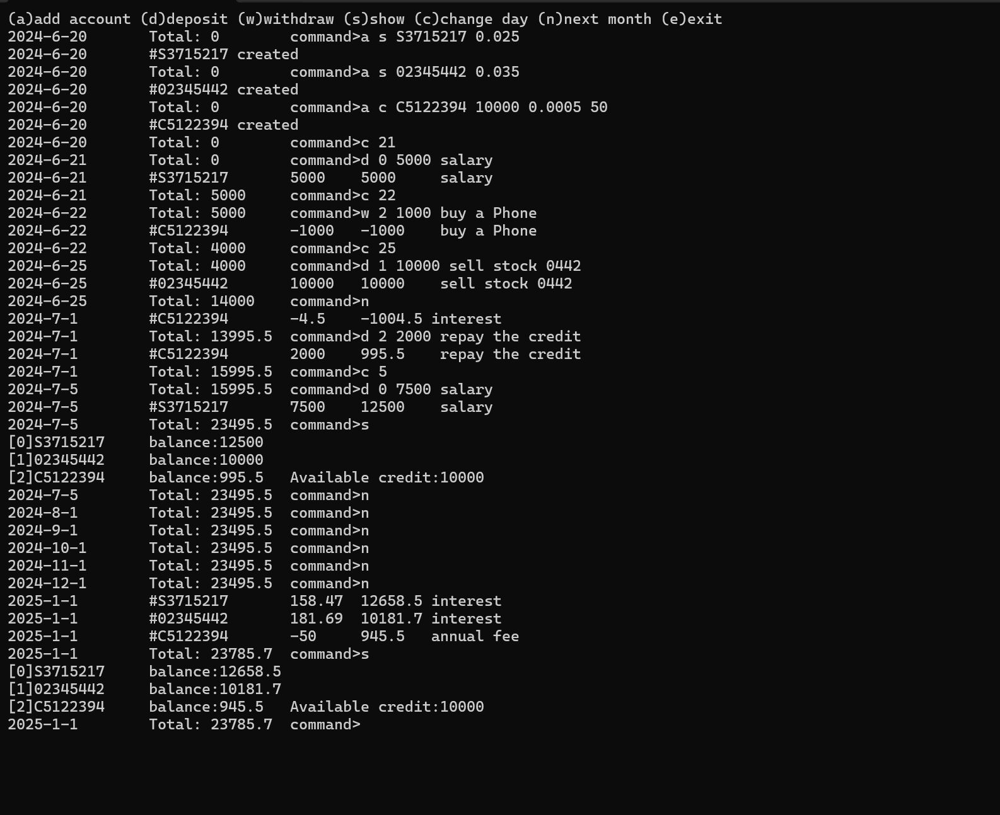 (a)add account (d)deposit (w)withdraw (s)show (c)change day (n)next month (e)exit
2024-6-20       Total: 0        command>a s S3715217 0.025
2024-6-20       #S3715217 created
2024-6-20       Total: 0        command>a s 02345442 0.035
2024-6-20       #02345442 created
2024-6-20       Total: 0        command>a c C5122394 10000 0.0005 50
2024-6-20       #C5122394 created
2024-6-20       Total: 0        command>c 21
2024-6-21       Total: 0        command>d 0 5000 salary
2024-6-21       #S3715217       5000    5000     salary
2024-6-21       Total: 5000     command>c 22
2024-6-22       Total: 5000     command>w 2 1000 buy a Phone
2024-6-22       #C5122394       -1000   -1000    buy a Phone
2024-6-22       Total: 4000     command>c 25
2024-6-25       Total: 4000     command>d 1 10000 sell stock 0442
2024-6-25       #02345442       10000   10000    sell stock 0442
2024-6-25       Total: 14000    command>n
2024-7-1        #C5122394       -4.5    -1004.5 interest
2024-7-1        Total: 13995.5  command>d 2 2000 repay the credit
2024-7-1        #C5122394       2000    995.5    repay the credit
2024-7-1        Total: 15995.5  command>c 5
2024-7-5        Total: 15995.5  command>d 0 7500 salary
2024-7-5        #S3715217       7500    12500    salary
2024-7-5        Total: 23495.5  command>s
[0]S3715217     balance:12500
[1]02345442     balance:10000
[2]C5122394     balance:995.5   Available credit:10000
2024-7-5        Total: 23495.5  command>n
2024-8-1        Total: 23495.5  command>n
2024-9-1        Total: 23495.5  command>n
2024-10-1       Total: 23495.5  command>n
2024-11-1       Total: 23495.5  command>n
2024-12-1       Total: 23495.5  command>n
2025-1-1        #S3715217       158.47  12658.5 interest
2025-1-1        #02345442       181.69  10181.7 interest
2025-1-1        #C5122394       -50     945.5   annual fee
2025-1-1        Total: 23785.7  command>s
[0]S3715217     balance:12658.5
[1]02345442     balance:10181.7
[2]C5122394     balance:945.5   Available credit:10000
2025-1-1        Total: 23785.7  command>